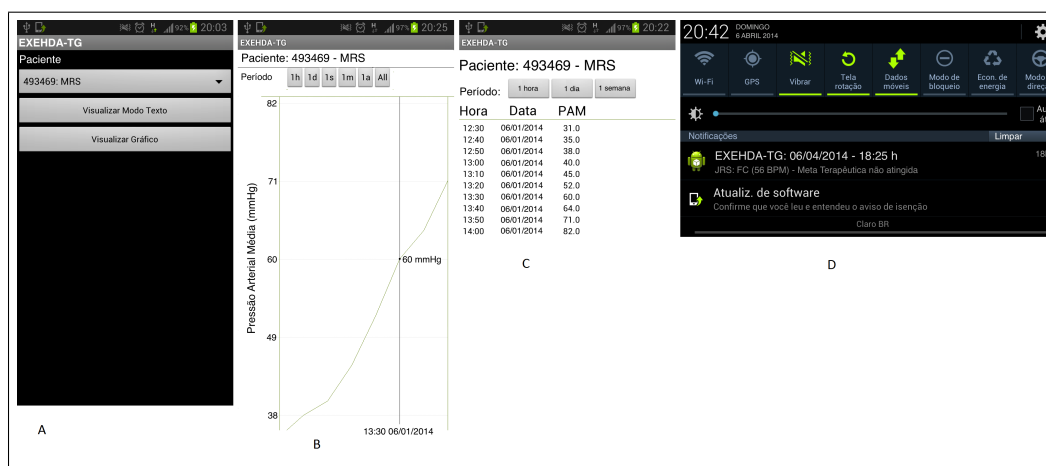 92% 20:03
EXEHDA-TG
Paciente
493469: MRS
Visualizar Modo Texto
Visualizar Gráfico
A
97% 20:25
EXEHDA-TG
Paciente: 493469 - MRS
Período 1h 1d 1s 1m 1a All
82
71
60
49
38
Pressão Arterial Média (mmHg)
60 mmHg
13:30 06/01/2014
B
97% 20:22
EXEHDA-TG
Paciente: 493469 - MRS
Período: 1 hora 1 dia 1 semana
Hora Data PAM
12:30 06/01/2014 31.0
12:40 06/01/2014 35.0
12:50 06/01/2014 38.0
13:00 06/01/2014 40.0
13:10 06/01/2014 45.0
13:20 06/01/2014 52.0
13:30 06/01/2014 60.0
13:40 06/01/2014 64.0
13:50 06/01/2014 71.0
14:00 06/01/2014 82.0
C
20:42 DOMINGO
6 ABRIL 2014
Wi-Fi GPS Vibrar Tela Dados Modo de Econ. de Modo
rotação móveis bloqueio energia direç
Au
át
Notificações Limpar
EXEHDA-TG: 06/04/2014 - 18:25 h 18
JRS: FC (56 BPM) - Meta Terapêutica não atingida
Atualiz. de software
Confirme que você leu e entendeu o aviso de isenção
Claro BR
D